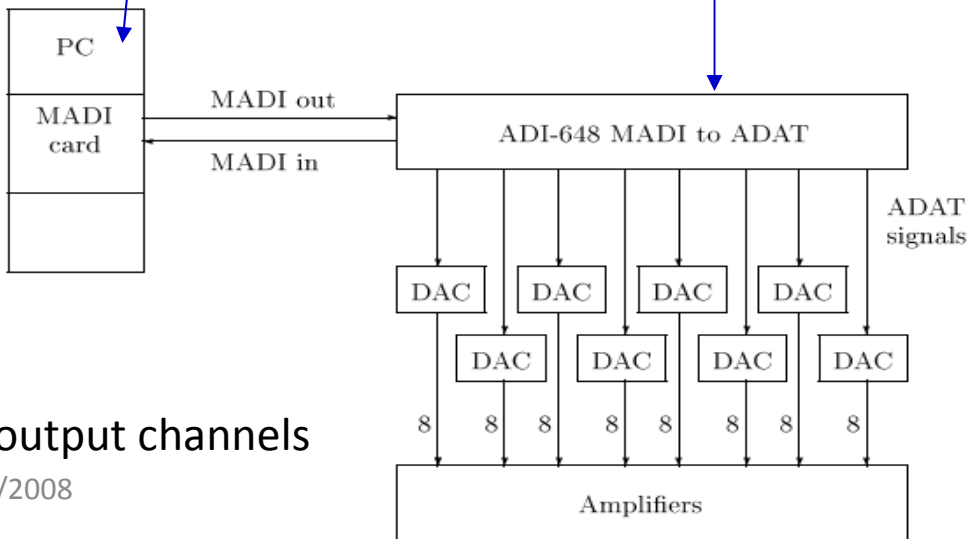 PC
MADI
card
MADI out
MADI in
ADI-648 MADI to ADAT
ADAT
signals
DAC DAC DAC DAC
DAC DAC DAC DAC
8 8 8 8 8 8 8 8
output channels
/2008
Amplifiers